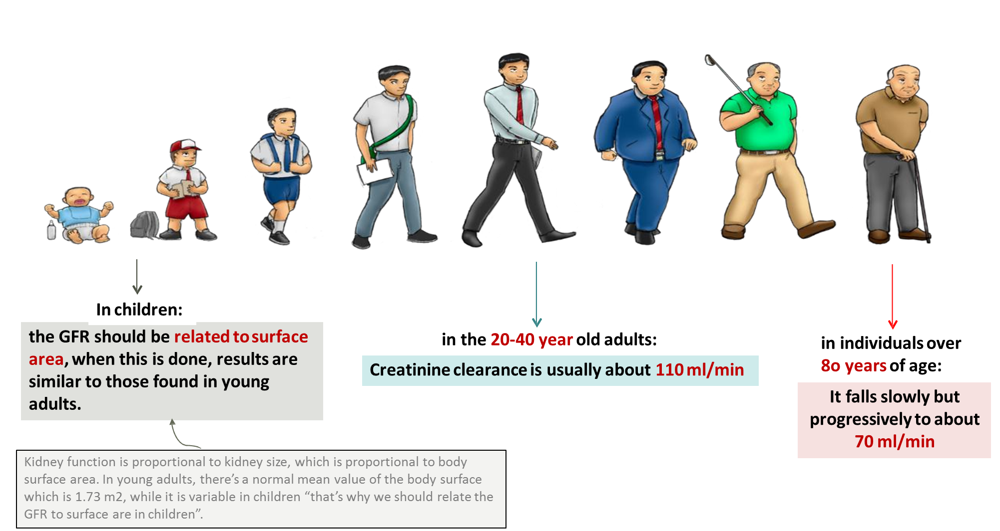 In children:
the GFR should be related to surface
area, when this is done, results are
similar to those found in young
adults.
Kidney function is proportional to kidney size, which is proportional to body
surface area. In young adults, there’s a normal mean value of the body surface
which is 1.73 m2, while it is variable in children “that’s why we should relate the
GFR to surface are in children”.
in the 20-40 year old adults:
Creatinine clearance is usually about 110 ml/min
in individuals over
8o years of age:
It falls slowly but
progressively to about
70 ml/min